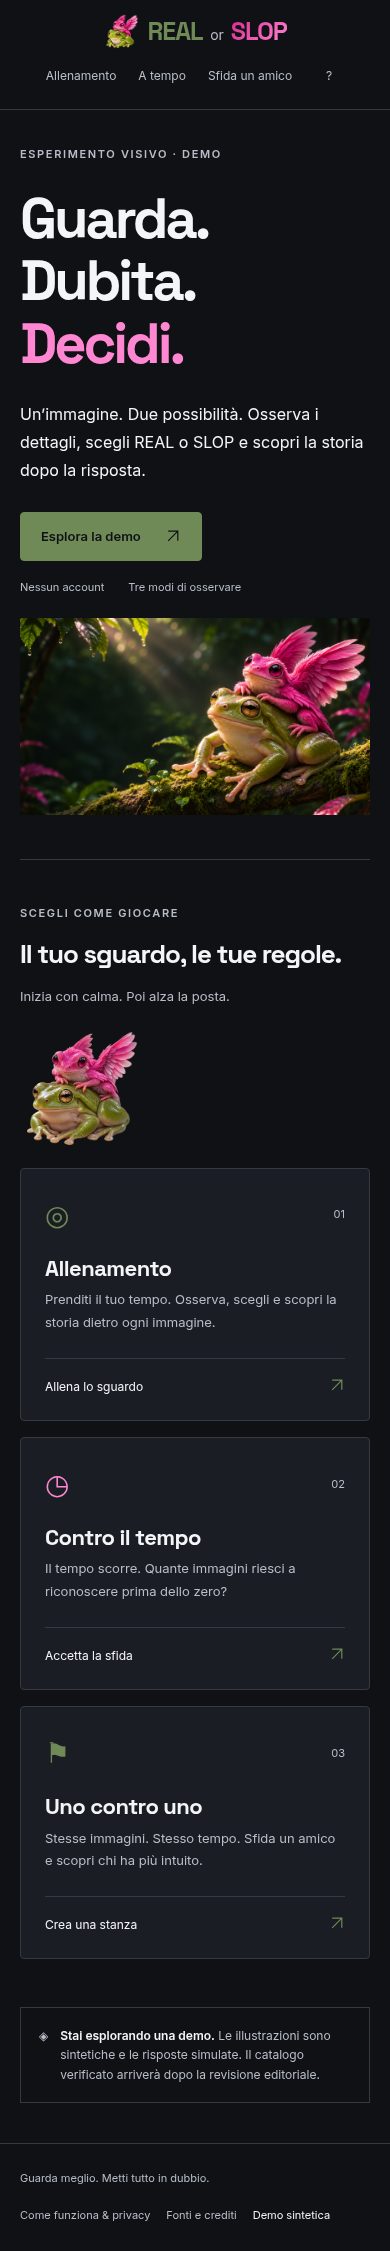 REAL or SLOP
Allenamento A tempo Sfida un amico ?
ESPERIMENTO VISIVO · DEMO
Guarda.
Dubita.
Decidi.
Un’immagine. Due possibilità. Osserva i
dettagli, scegli REAL o SLOP e scopri la storia
dopo la risposta.
Esplora la demo
Nessun account Tre modi di osservare
SCEGLI COME GIOCARE
Il tuo sguardo, le tue regole.
Inizia con calma. Poi alza la posta.
01
Allenamento
Prenditi il tuo tempo. Osserva, scegli e scopri la
storia dietro ogni immagine.
Allena lo sguardo
02
Contro il tempo
Il tempo scorre. Quante immagini riesci a
riconoscere prima dello zero?
Accetta la sfida
03
Uno contro uno
Stesse immagini. Stesso tempo. Sfida un amico
e scopri chi ha più intuito.
Crea una stanza
Stai esplorando una demo. Le illustrazioni sono
sintetiche e le risposte simulate. Il catalogo
verificato arriverà dopo la revisione editoriale.
Guarda meglio. Metti tutto in dubbio.
Come funziona & privacy Fonti e crediti Demo sintetica